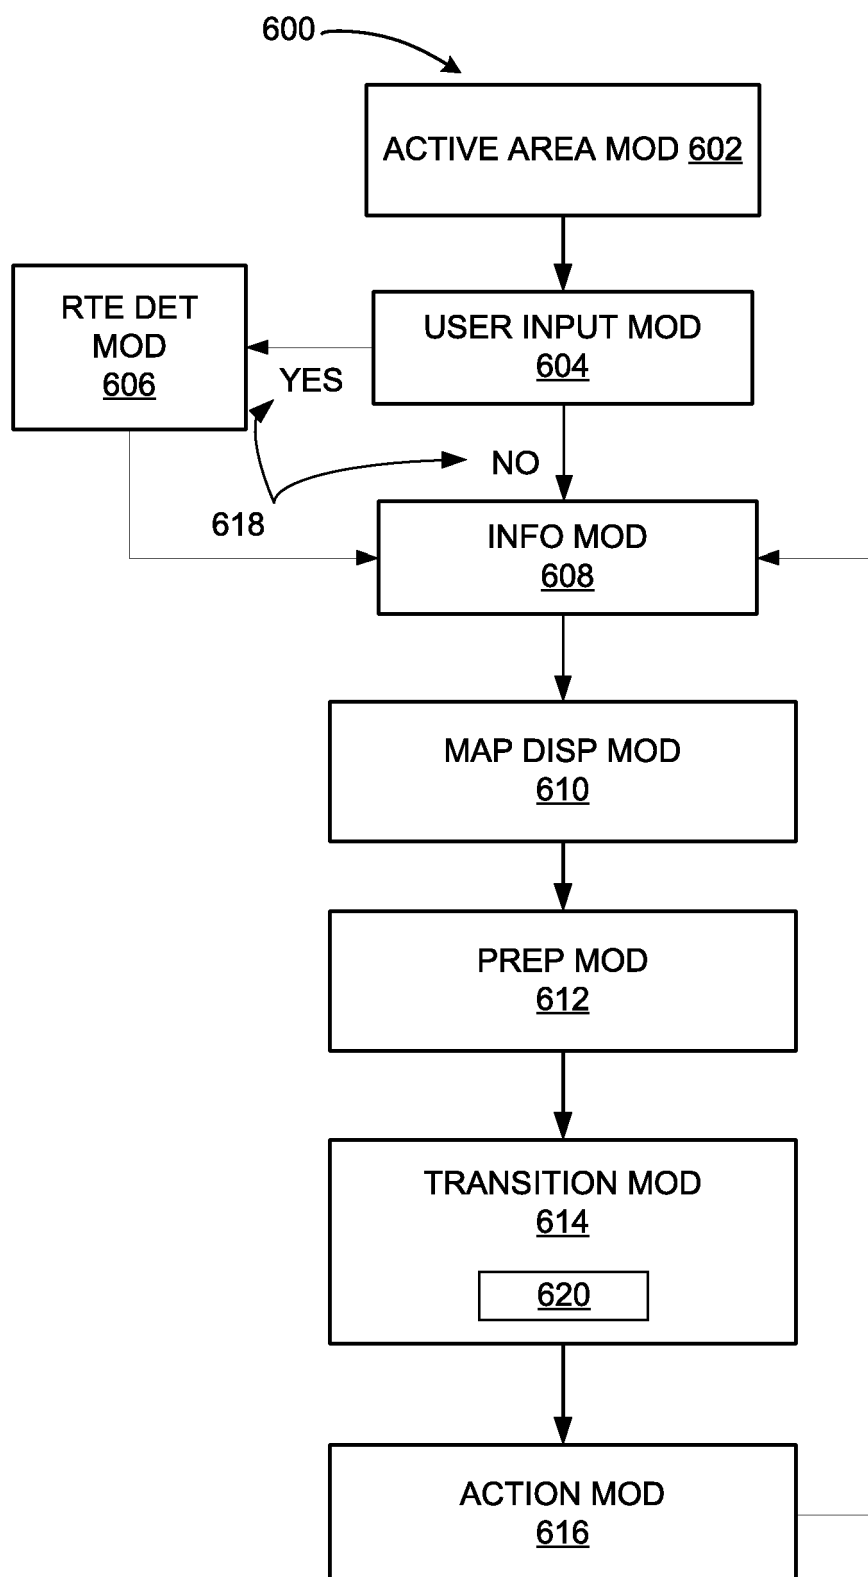 600
ACTIVE AREA MOD 602
RTE DET
MOD
606
USER INPUT MOD
604
YES
NO
618
INFO MOD
608
MAP DISP MOD
610
PREP MOD
612
TRANSITION MOD
614
620
ACTION MOD
616